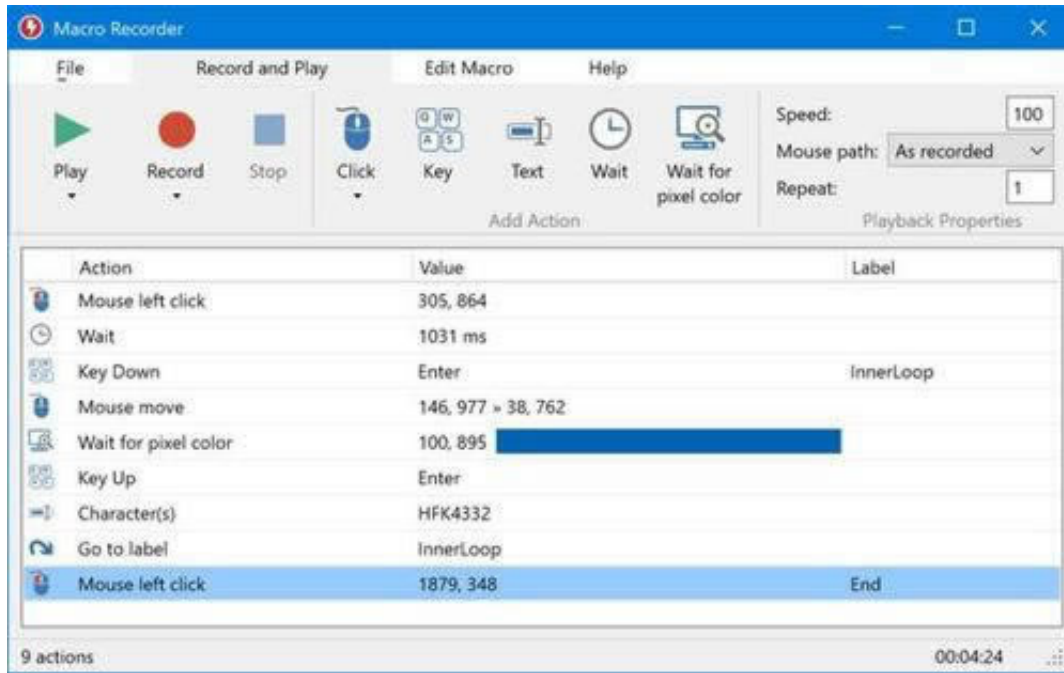 Macro Recorder
File Record and Play Edit Macro Help
Play Record Stop Click Key Text Wait Wait for pixel color
Add Action
Speed: 100
Mouse path: As recorded
Repeat: 1
Playback Properties
Action Value Label
Mouse left click 305, 864
Wait 1031 ms
Key Down Enter InnerLoop
Mouse move 146, 977 » 38, 762
Wait for pixel color 100, 895
Key Up Enter
Character(s) HFK4332
Go to label InnerLoop
Mouse left click 1879, 348 End
9 actions 00:04:24